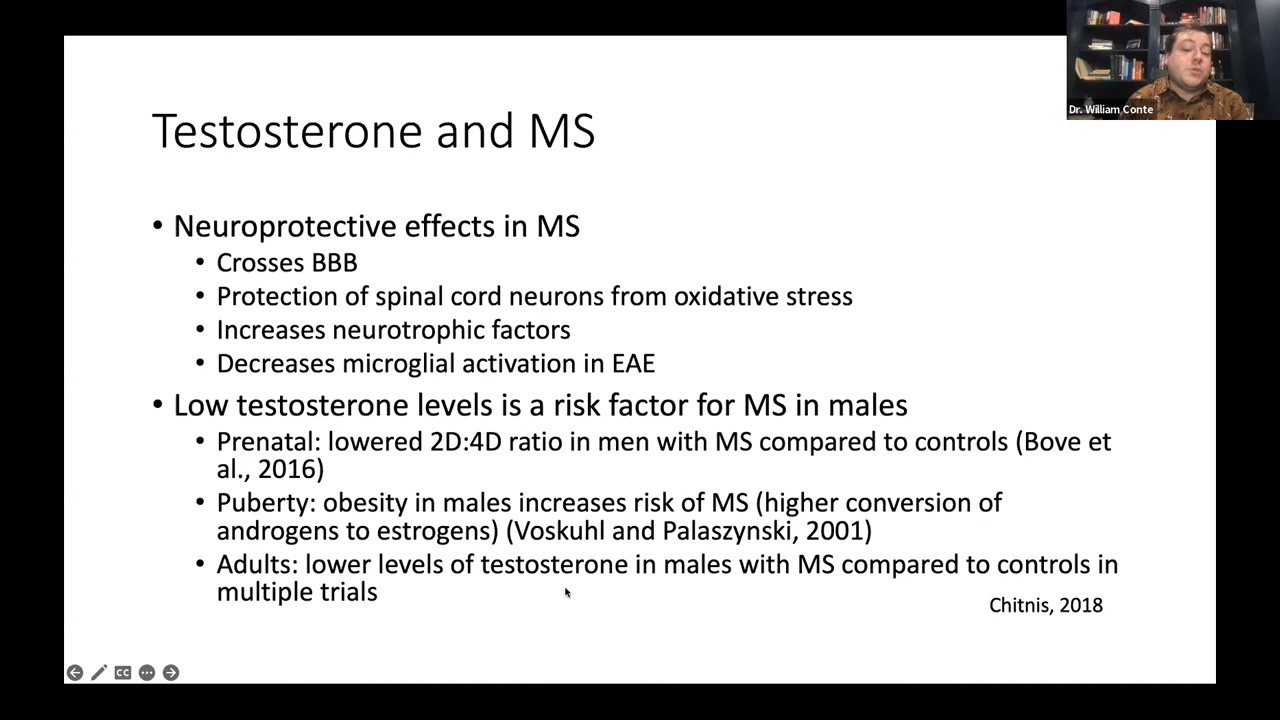 Dr. William Conte
Testosterone and MS
• Neuroprotective effects in MS
• Crosses BBB
• Protection of spinal cord neurons from oxidative stress
• Increases neurotrophic factors
• Decreases microglial activation in EAE
• Low testosterone levels is a risk factor for MS in males
• Prenatal: lowered 2D:4D ratio in men with MS compared to controls (Bove et
al., 2016)
• Puberty: obesity in males increases risk of MS (higher conversion of
androgens to estrogens) (Voskuhl and Palaszynski, 2001)
• Adults: lower levels of testosterone in males with MS compared to controls in
multiple trials
Chitnis, 2018
CC